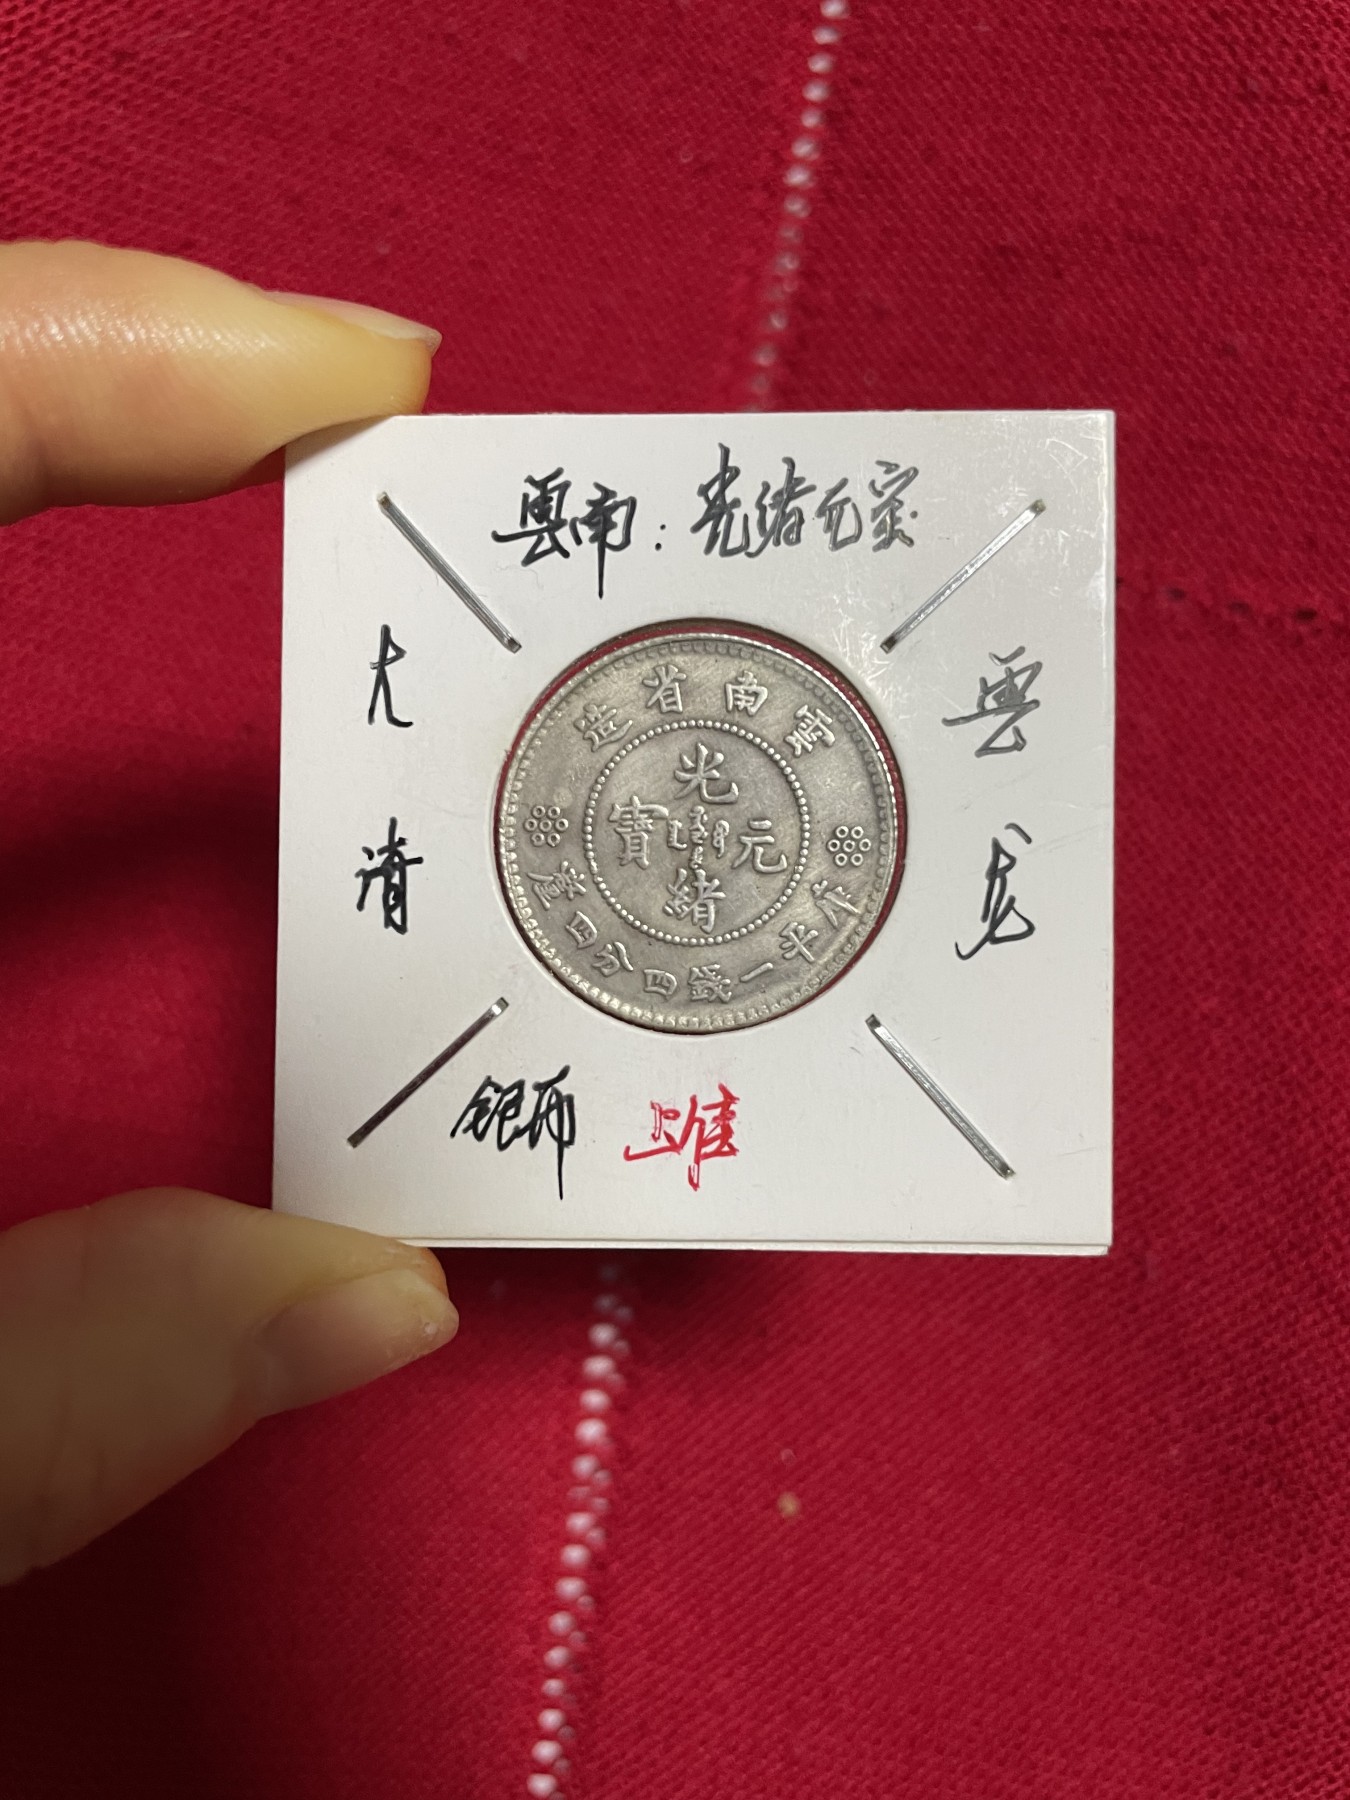 雲南：光绪元宝
大清
雲龙
雲南省造
光緒元寶
庫平一錢四分四釐
银币 上佳